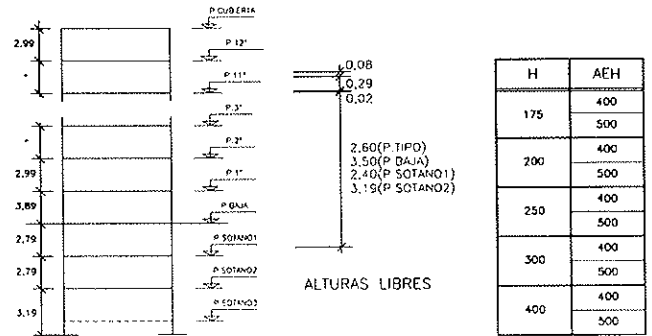 P.CUBIERTA
2.99
P.12ª
P.11ª
P.3ª
P.2ª
2.99
P.1ª
3,89
P BAJA
2,79
P.SOTANO1
2,79
P SOTANO2
P.SOTANO3
3,19
0,08
0,29
0,02
2,60(P.TIPO)
3,50(P BAJA)
2,40(P SOTANO1)
3,19(P SOTANO2)
ALTURAS LIBRES
H AEH
175 400
500
200 400
500
250 400
500
300 400
500
400 400
500